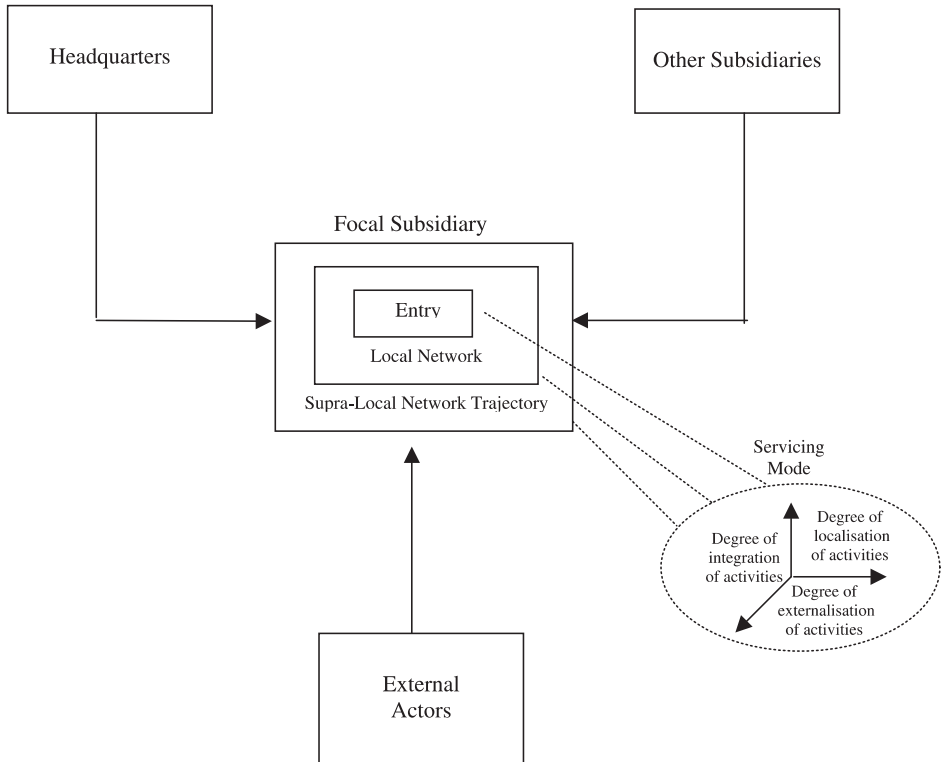 Headquarters
Other Subsidiaries
Focal Subsidiary
Entry
Local Network
Supra-Local Network Trajectory
Servicing
Mode
Degree of
integration
of activities
Degree of
localisation
of activities
Degree of
externalisation
of activities
External
Actors